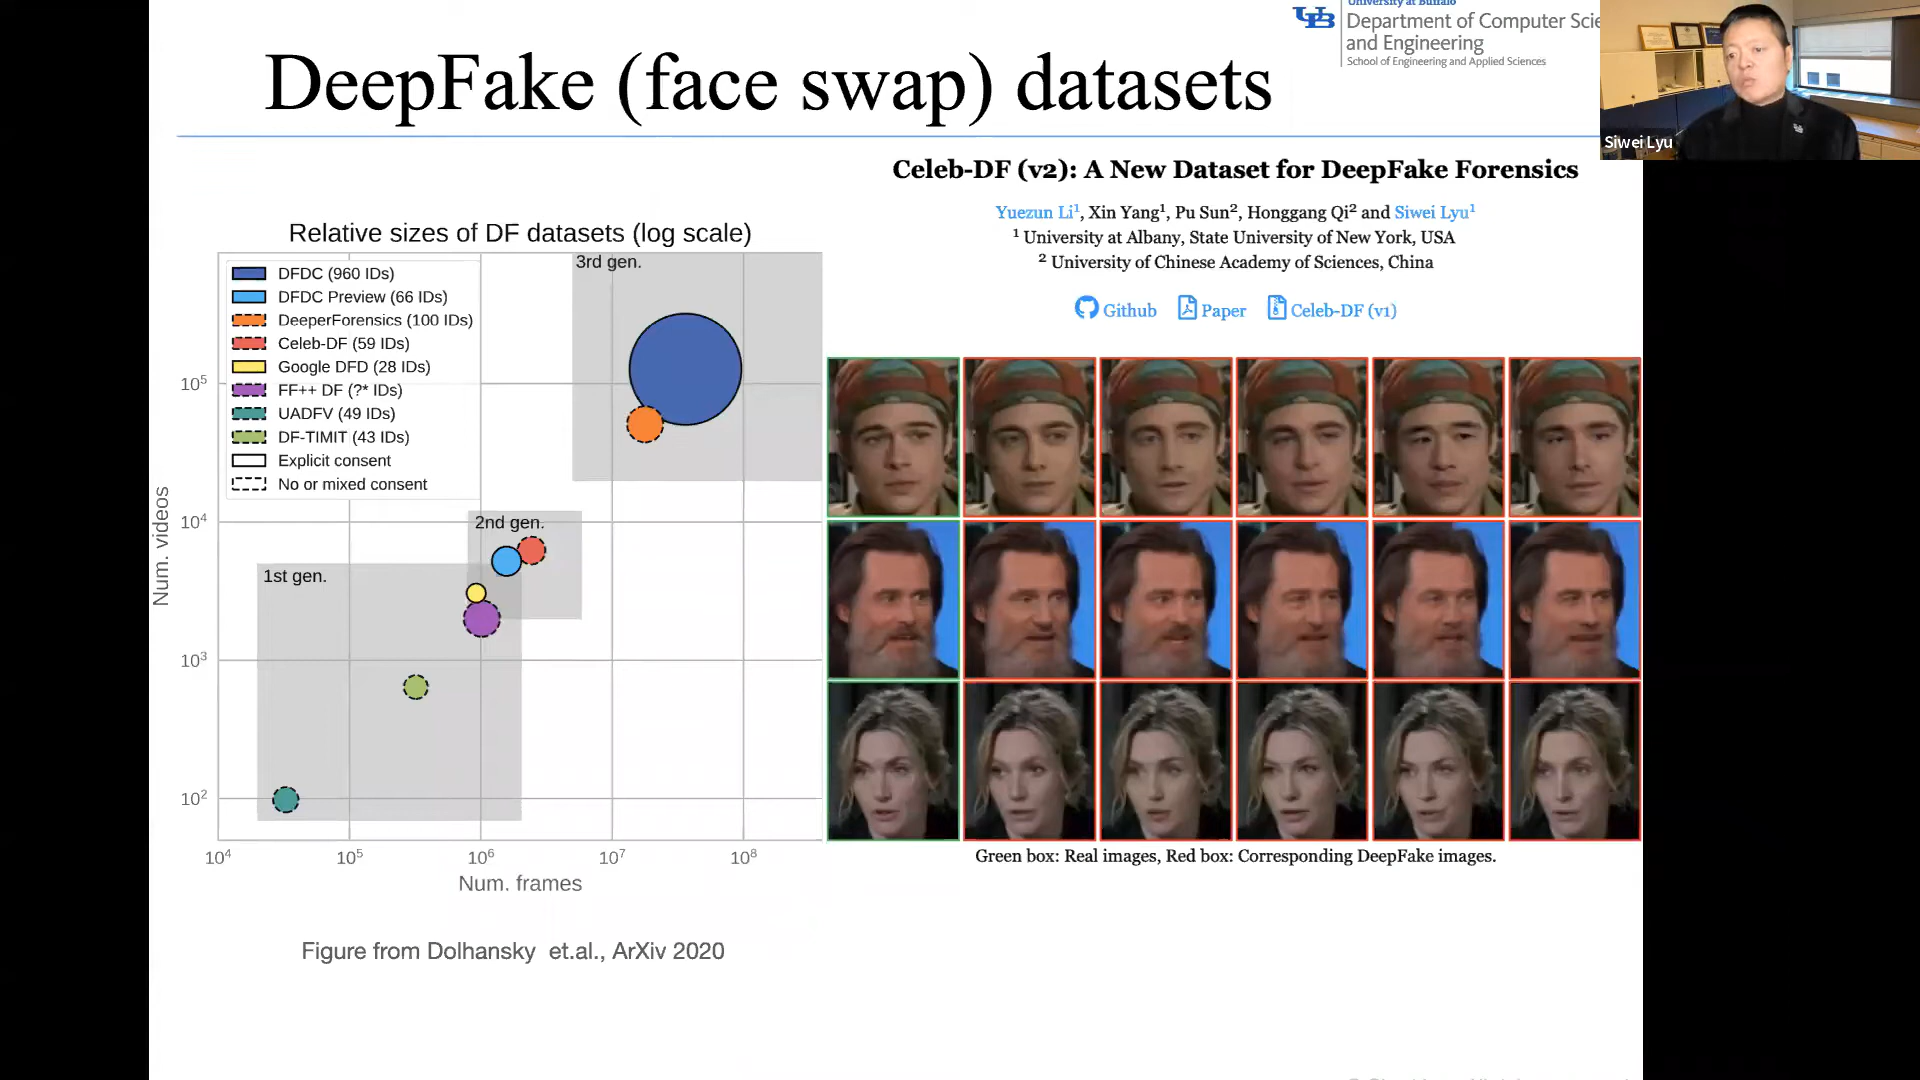 University at Buffalo
Department of Computer Scie
and Engineering
School of Engineering and Applied Sciences
DeepFake (face swap) datasets
Siwei Lyu
Celeb-DF (v2): A New Dataset for DeepFake Forensics
Yuezun Li¹, Xin Yang¹, Pu Sun², Honggang Qi² and Siwei Lyu¹
¹ University at Albany, State University of New York, USA
² University of Chinese Academy of Sciences, China
Github Paper Celeb-DF (v1)
Relative sizes of DF datasets (log scale)
DFDC (960 IDs)
DFDC Preview (66 IDs)
DeeperForensics (100 IDs)
Celeb-DF (59 IDs)
Google DFD (28 IDs)
FF++ DF (?* IDs)
UADFV (49 IDs)
DF-TIMIT (43 IDs)
Explicit consent
No or mixed consent
3rd gen.
2nd gen.
1st gen.
Num. videos
10⁵
10⁴
10³
10²
10⁴ 10⁵ 10⁶ 10⁷ 10⁸
Num. frames
Green box: Real images, Red box: Corresponding DeepFake images.
Figure from Dolhansky et.al., ArXiv 2020